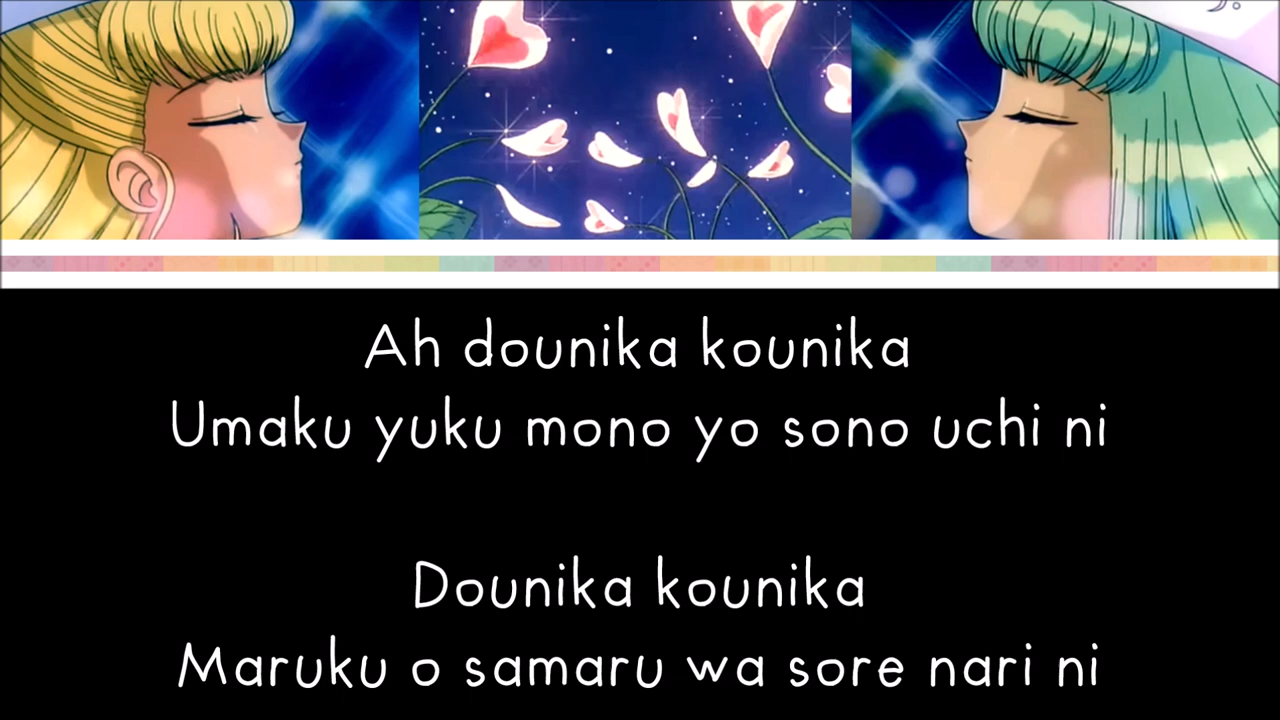 Ah dounika kounika
Umaku yuku mono yo sono uchi ni
Dounika kounika
Maruku o samaru wa sore nari ni